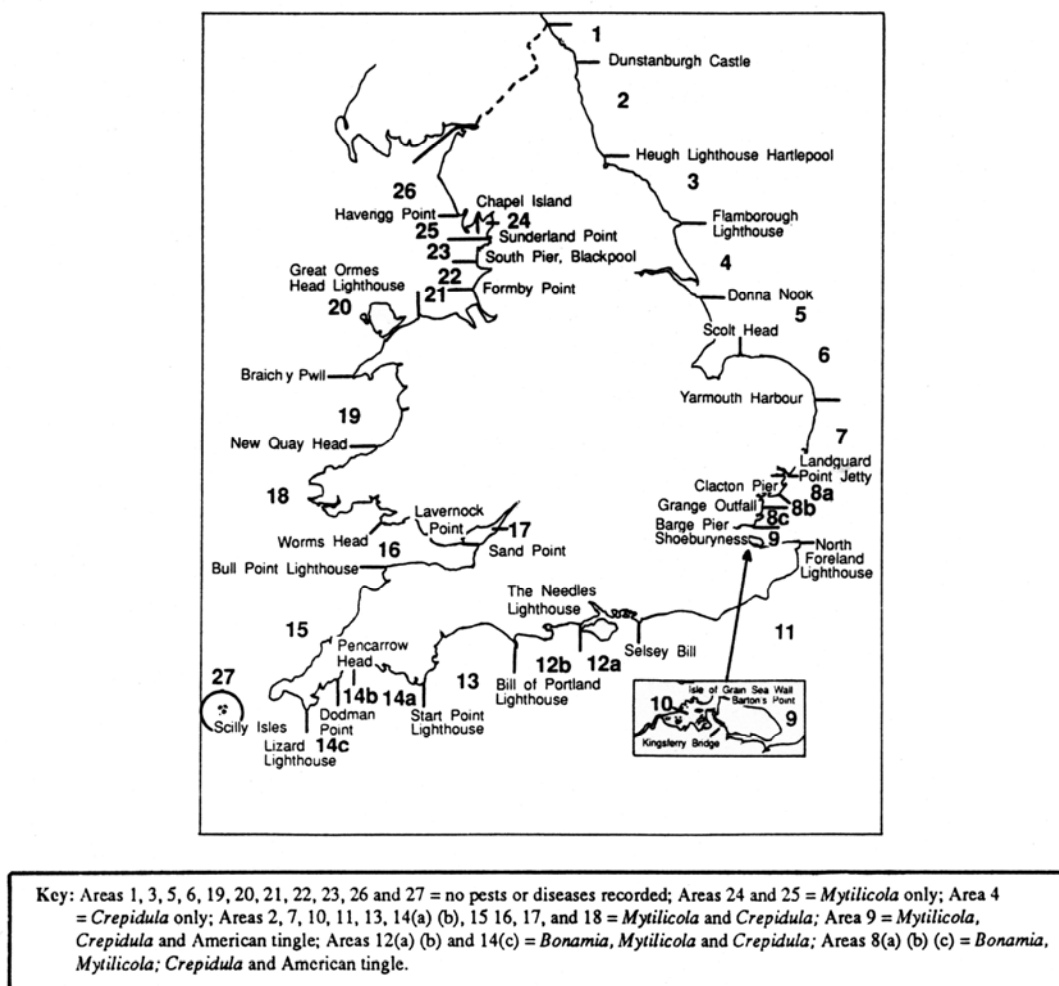 1
Dunstanburgh Castle
2
Heugh Lighthouse Hartlepool
3
26
Chapel Island
Haverigg Point
24
Flamborough
Lighthouse
25
Sunderland Point
23
South Pier, Blackpool
4
Great Ormes
Head Lighthouse
22
21
Formby Point
Donna Nook
20
5
Scolt Head
6
Braich y Pwll
Yarmouth Harbour
19
7
New Quay Head
Landguard
Point Jetty
Clacton Pier
8a
18
Grange Outfall
8b
Lavernock
Point
8c
17
Barge Pier
Shoeburyness
9
Worms Head
Sand Point
North
Foreland
Lighthouse
16
Bull Point Lighthouse
The Needles
Lighthouse
15
11
Pencarrow
Head
Selsey Bill
12b
12a
27
13
14b
14a
Bill of Portland
Lighthouse
Isle of Grain Sea Wall
Barton's Point
10
9
Scilly Isles
Dodman
Point
Start Point
Lighthouse
Kingsferry Bridge
Lizard
Lighthouse
14c
Key: Areas 1, 3, 5, 6, 19, 20, 21, 22, 23, 26 and 27 = no pests or diseases recorded; Areas 24 and 25 = Mytilicola only; Area 4
= Crepidula only; Areas 2, 7, 10, 11, 13, 14(a) (b), 15 16, 17, and 18 = Mytilicola and Crepidula; Area 9 = Mytilicola,
Crepidula and American tingle; Areas 12(a) (b) and 14(c) = Bonamia, Mytilicola and Crepidula; Areas 8(a) (b) (c) = Bonamia,
Mytilicola; Crepidula and American tingle.